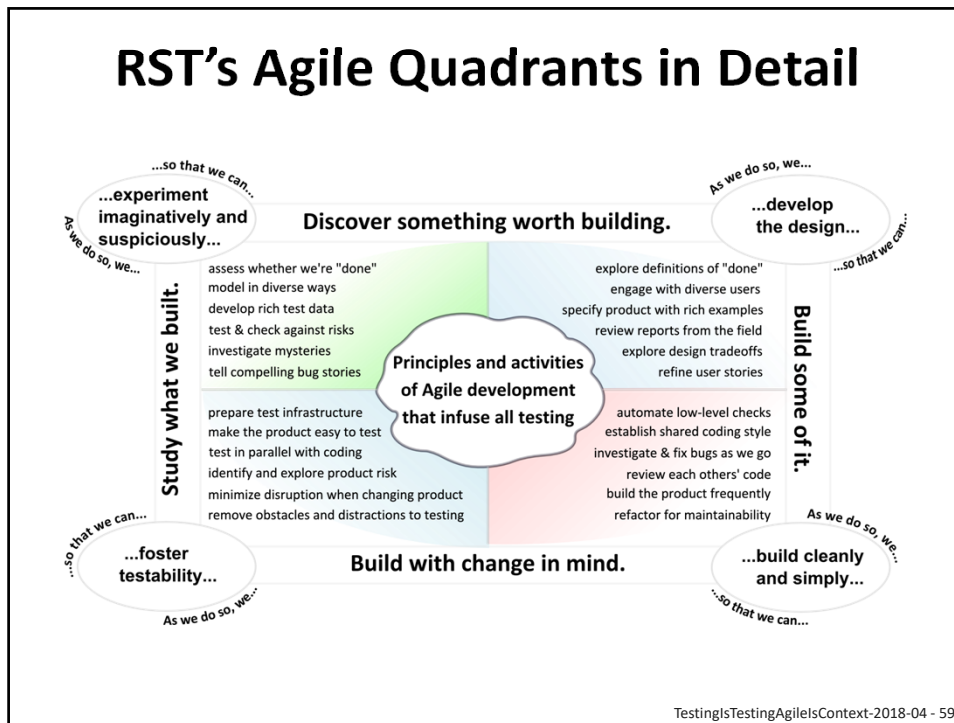 RST's Agile Quadrants in Detail
...so that we can...
...experiment
imaginatively and
suspiciously...
As we do so, we...
Discover something worth building.
As we do so, we...
...develop
the design...
...so that we can...
Study what we built.
assess whether we're "done"
model in diverse ways
develop rich test data
test & check against risks
investigate mysteries
tell compelling bug stories
explore definitions of "done"
engage with diverse users
specify product with rich examples
review reports from the field
explore design tradeoffs
refine user stories
Build some of it.
Principles and activities
of Agile development
that infuse all testing
prepare test infrastructure
make the product easy to test
test in parallel with coding
identify and explore product risk
minimize disruption when changing product
remove obstacles and distractions to testing
automate low-level checks
establish shared coding style
investigate & fix bugs as we go
review each others' code
build the product frequently
refactor for maintainability
...so that we can...
...foster
testability...
As we do so, we...
Build with change in mind.
As we do so, we...
...build cleanly
and simply...
...so that we can...
TestingIsTestingAgileIsContext-2018-04 - 59